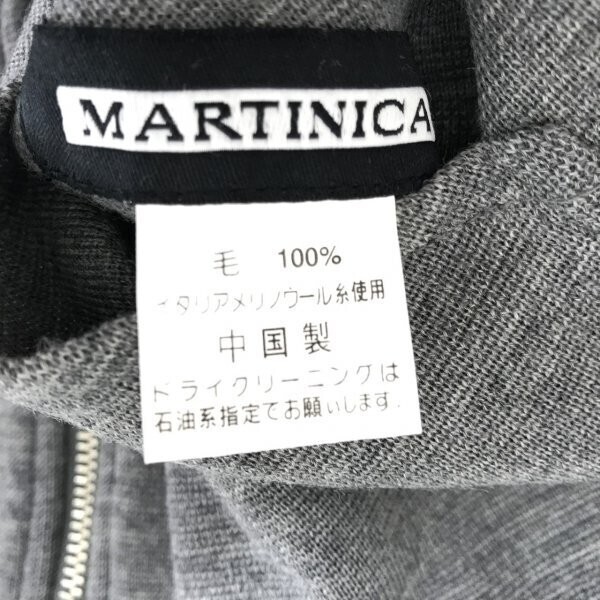 MARTINICA
毛 100%
イタリアメリノウール糸使用
中国製
ドライクリーニングは
石油系指定でお願いします.